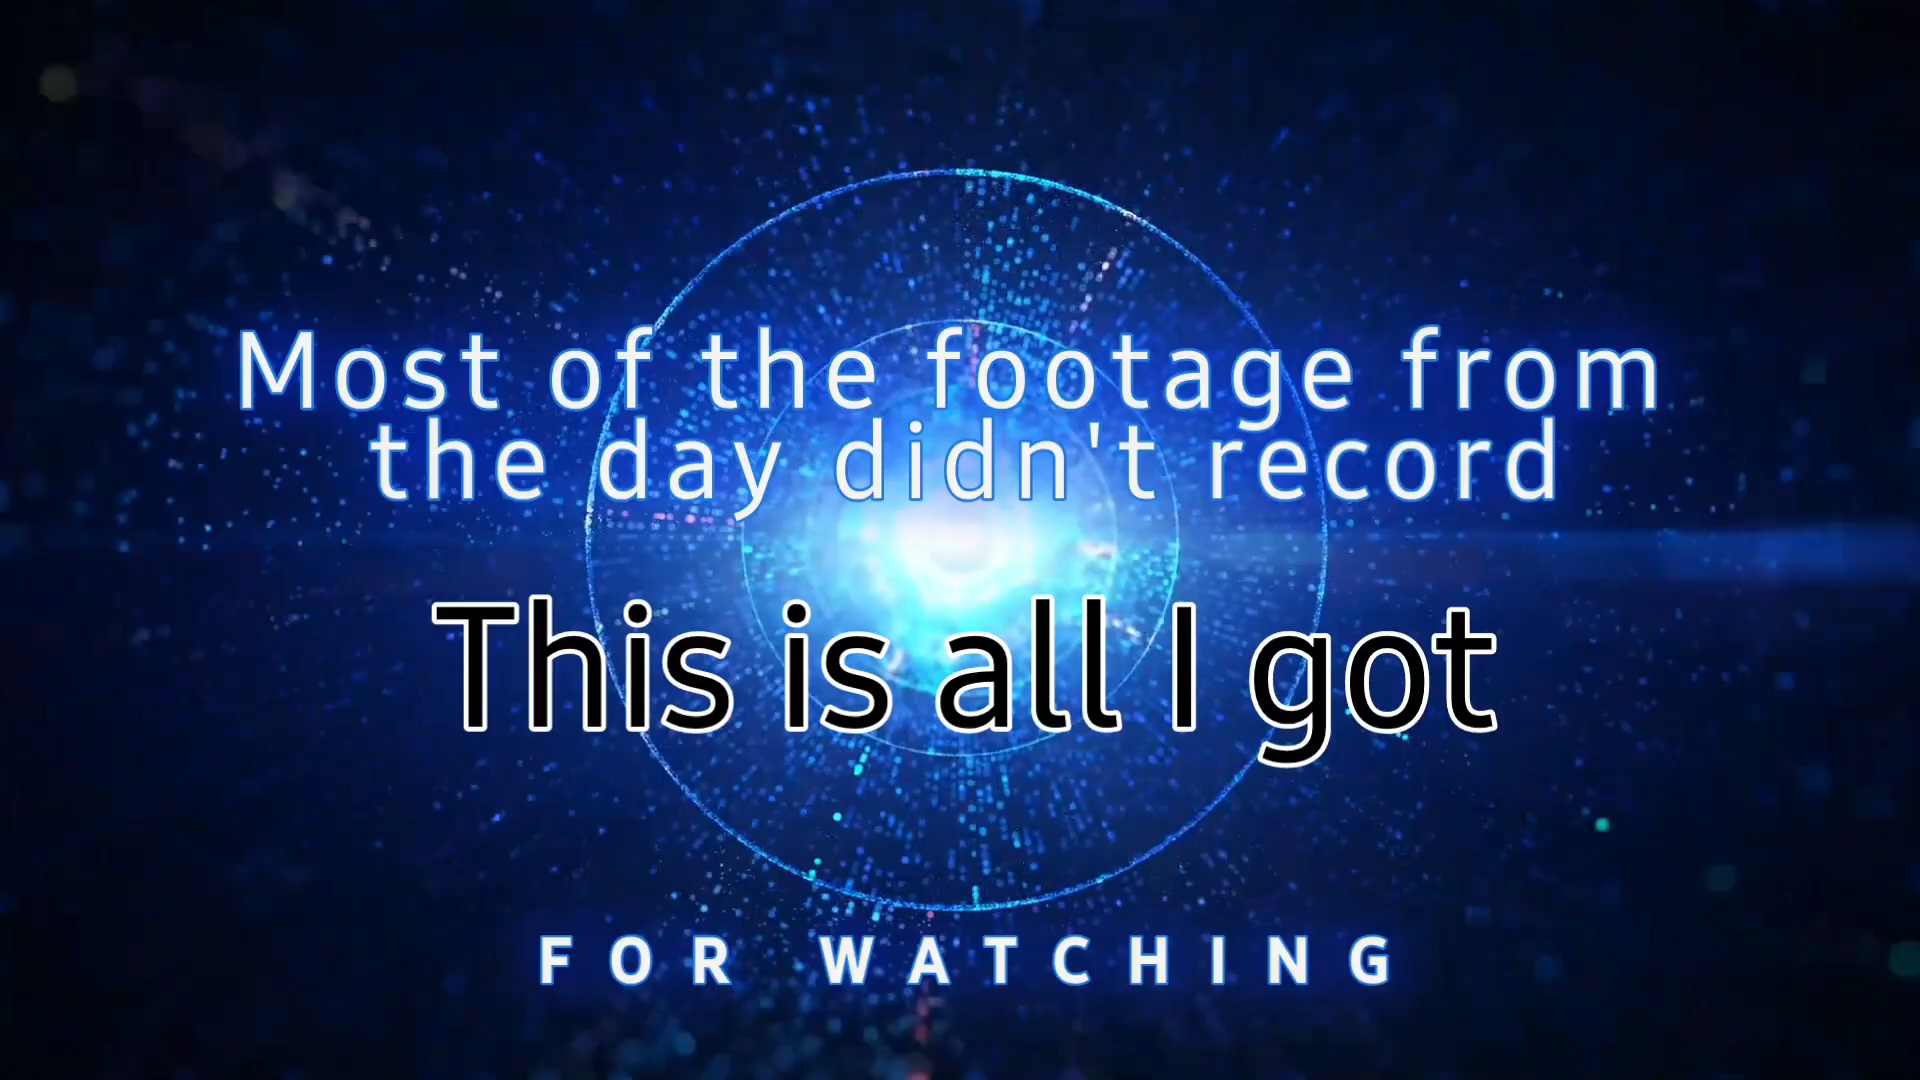 Most of the footage from
the day didn't record
This is all I got
FOR WATCHING